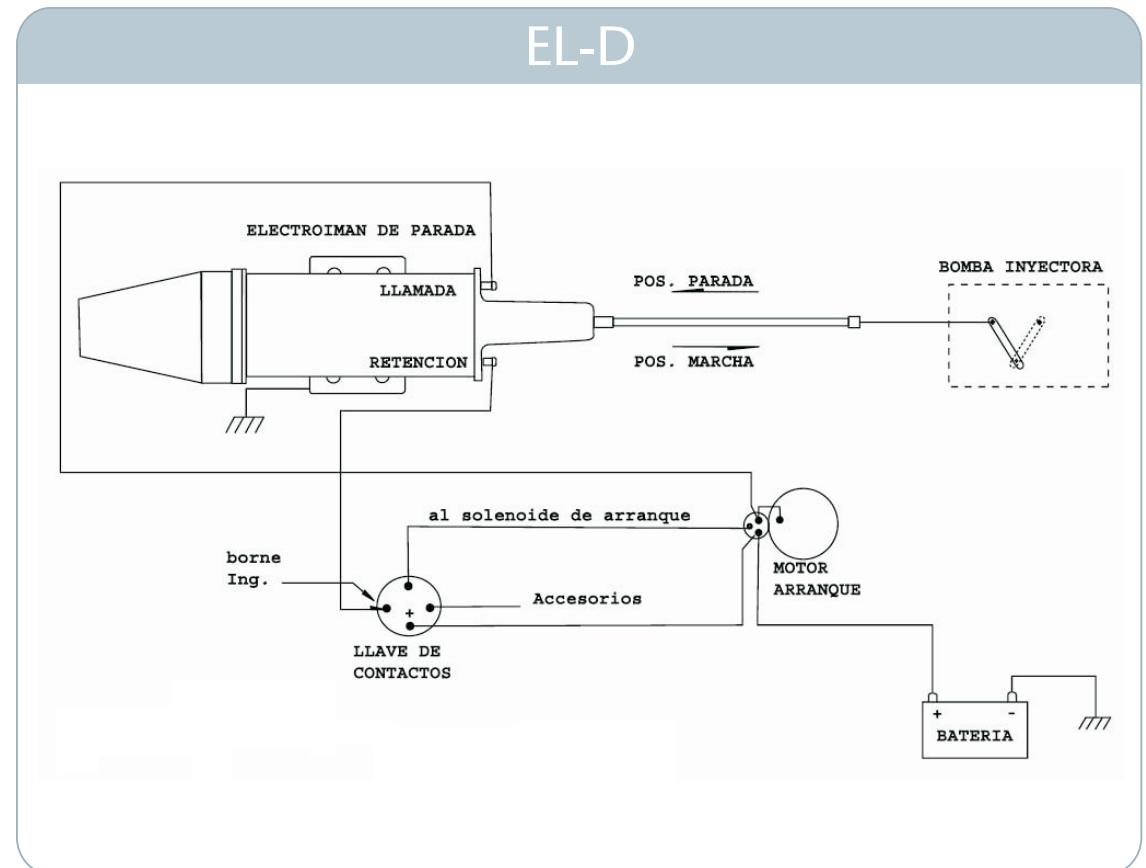 EL-D
ELECTROIMAN DE PARADA
LLAMADA
RETENCION
POS. PARADA
POS. MARCHA
BOMBA INYECTORA
al solenoide de arranque
MOTOR
ARRANQUE
borne
Ing.
Accesorios
+
LLAVE DE
CONTACTOS
+ -
BATERIA